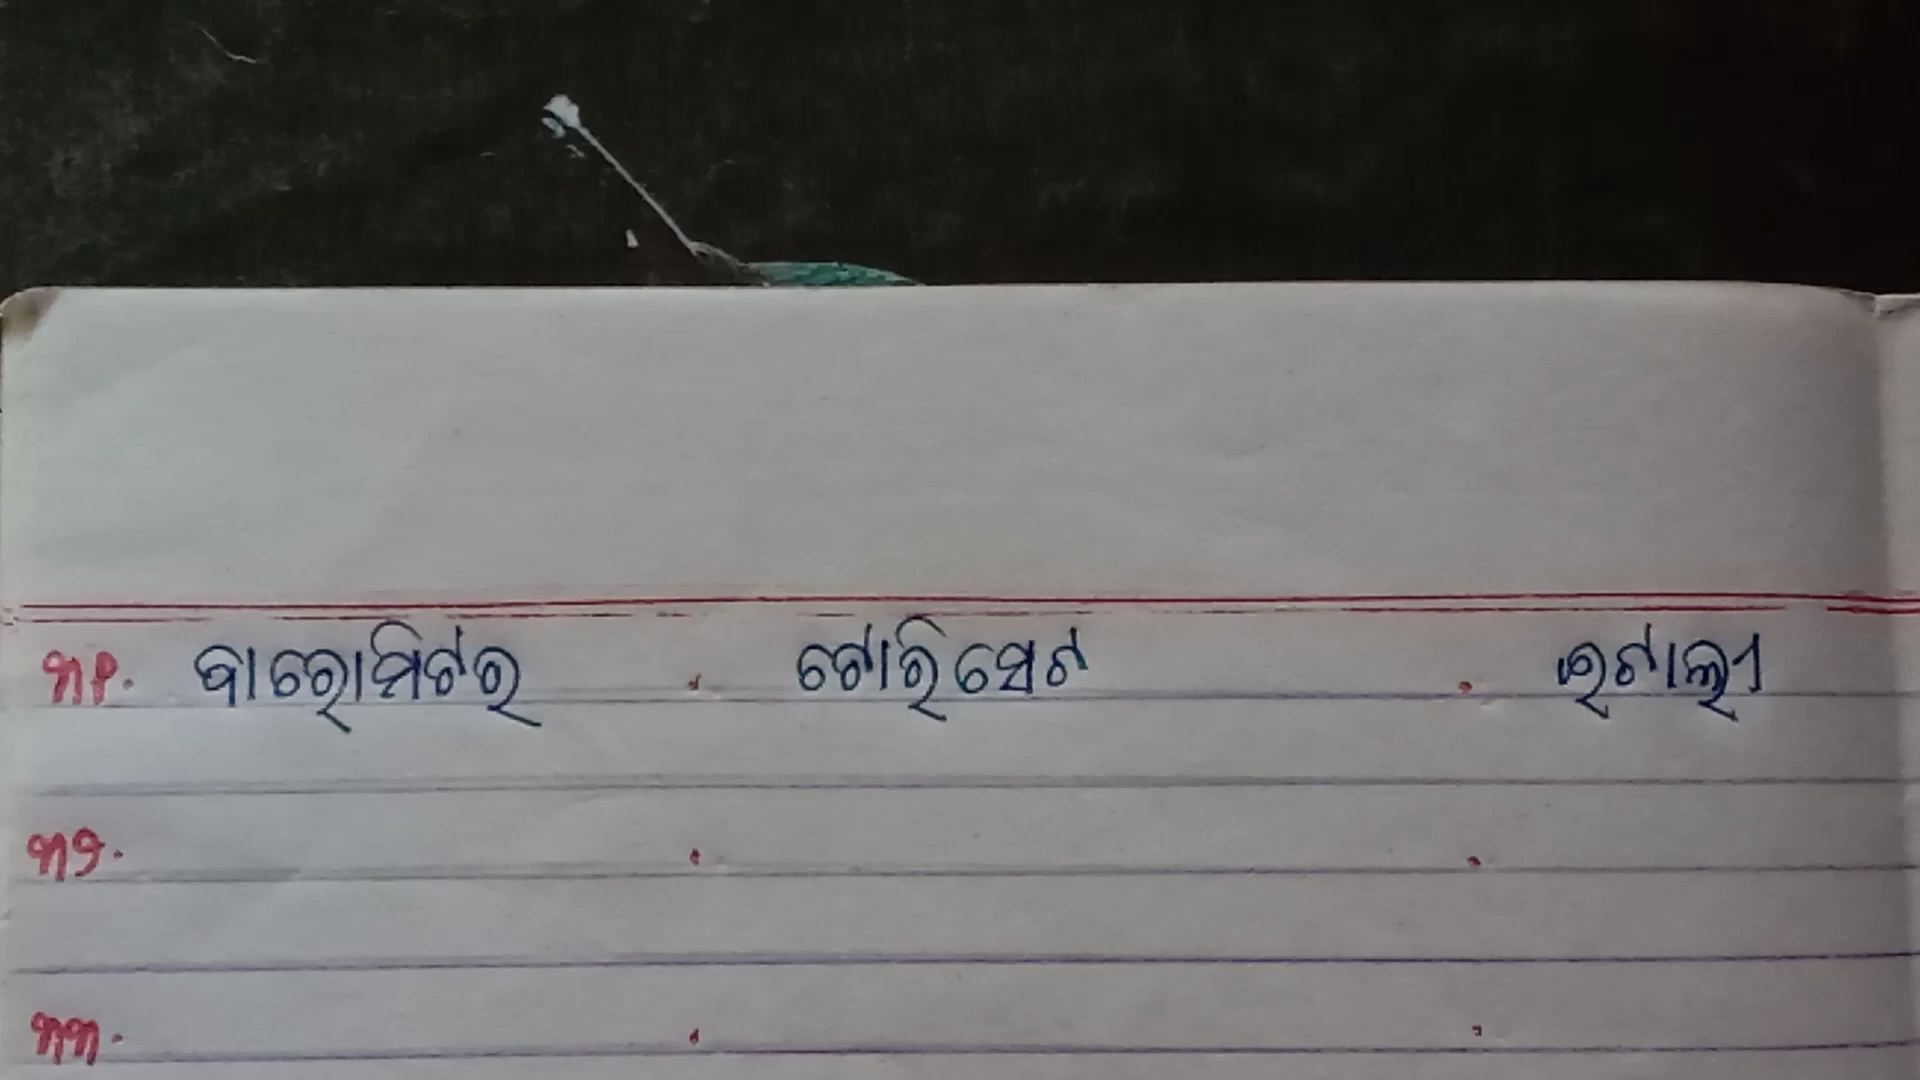 ୩୧. ବାରୋମିଟର . ଟୋରିସେଟ . ଇଟାଲୀ
୩୨. . .
୩୩. . .